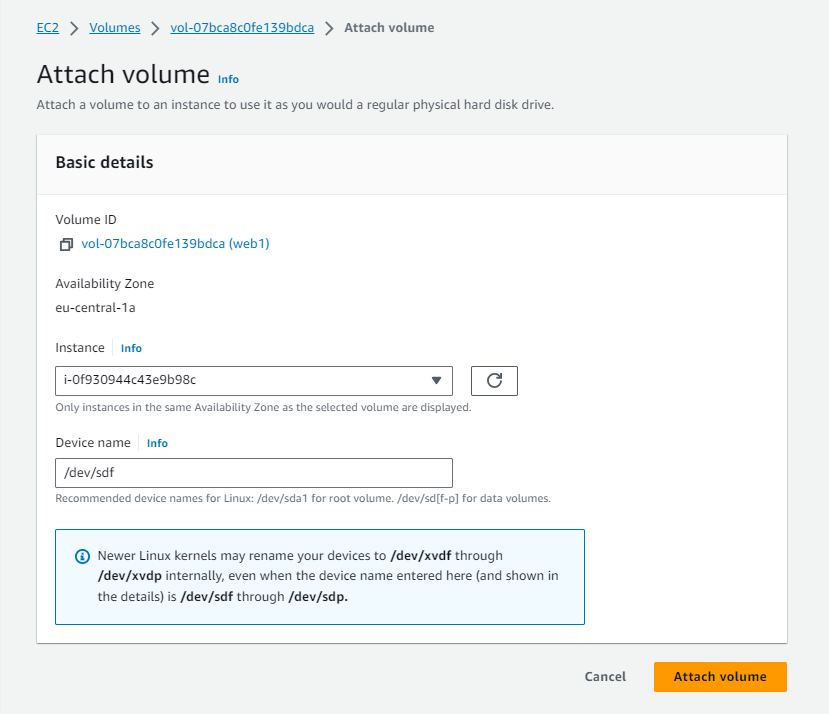 EC2 > Volumes > vol-07bca8c0fe139bdca > Attach volume
Attach volume Info
Attach a volume to an instance to use it as you would a regular physical hard disk drive.
Basic details
Volume ID
vol-07bca8c0fe139bdca (web1)
Availability Zone
eu-central-1a
Instance Info
i-0f930944c43e9b98c
Only instances in the same Availability Zone as the selected volume are displayed.
Device name Info
/dev/sdf
Recommended device names for Linux: /dev/sda1 for root volume. /dev/sd[f-p] for data volumes.
Newer Linux kernels may rename your devices to /dev/xvdf through
/dev/xvdp internally, even when the device name entered here (and shown in
the details) is /dev/sdf through /dev/sdp.
Cancel Attach volume